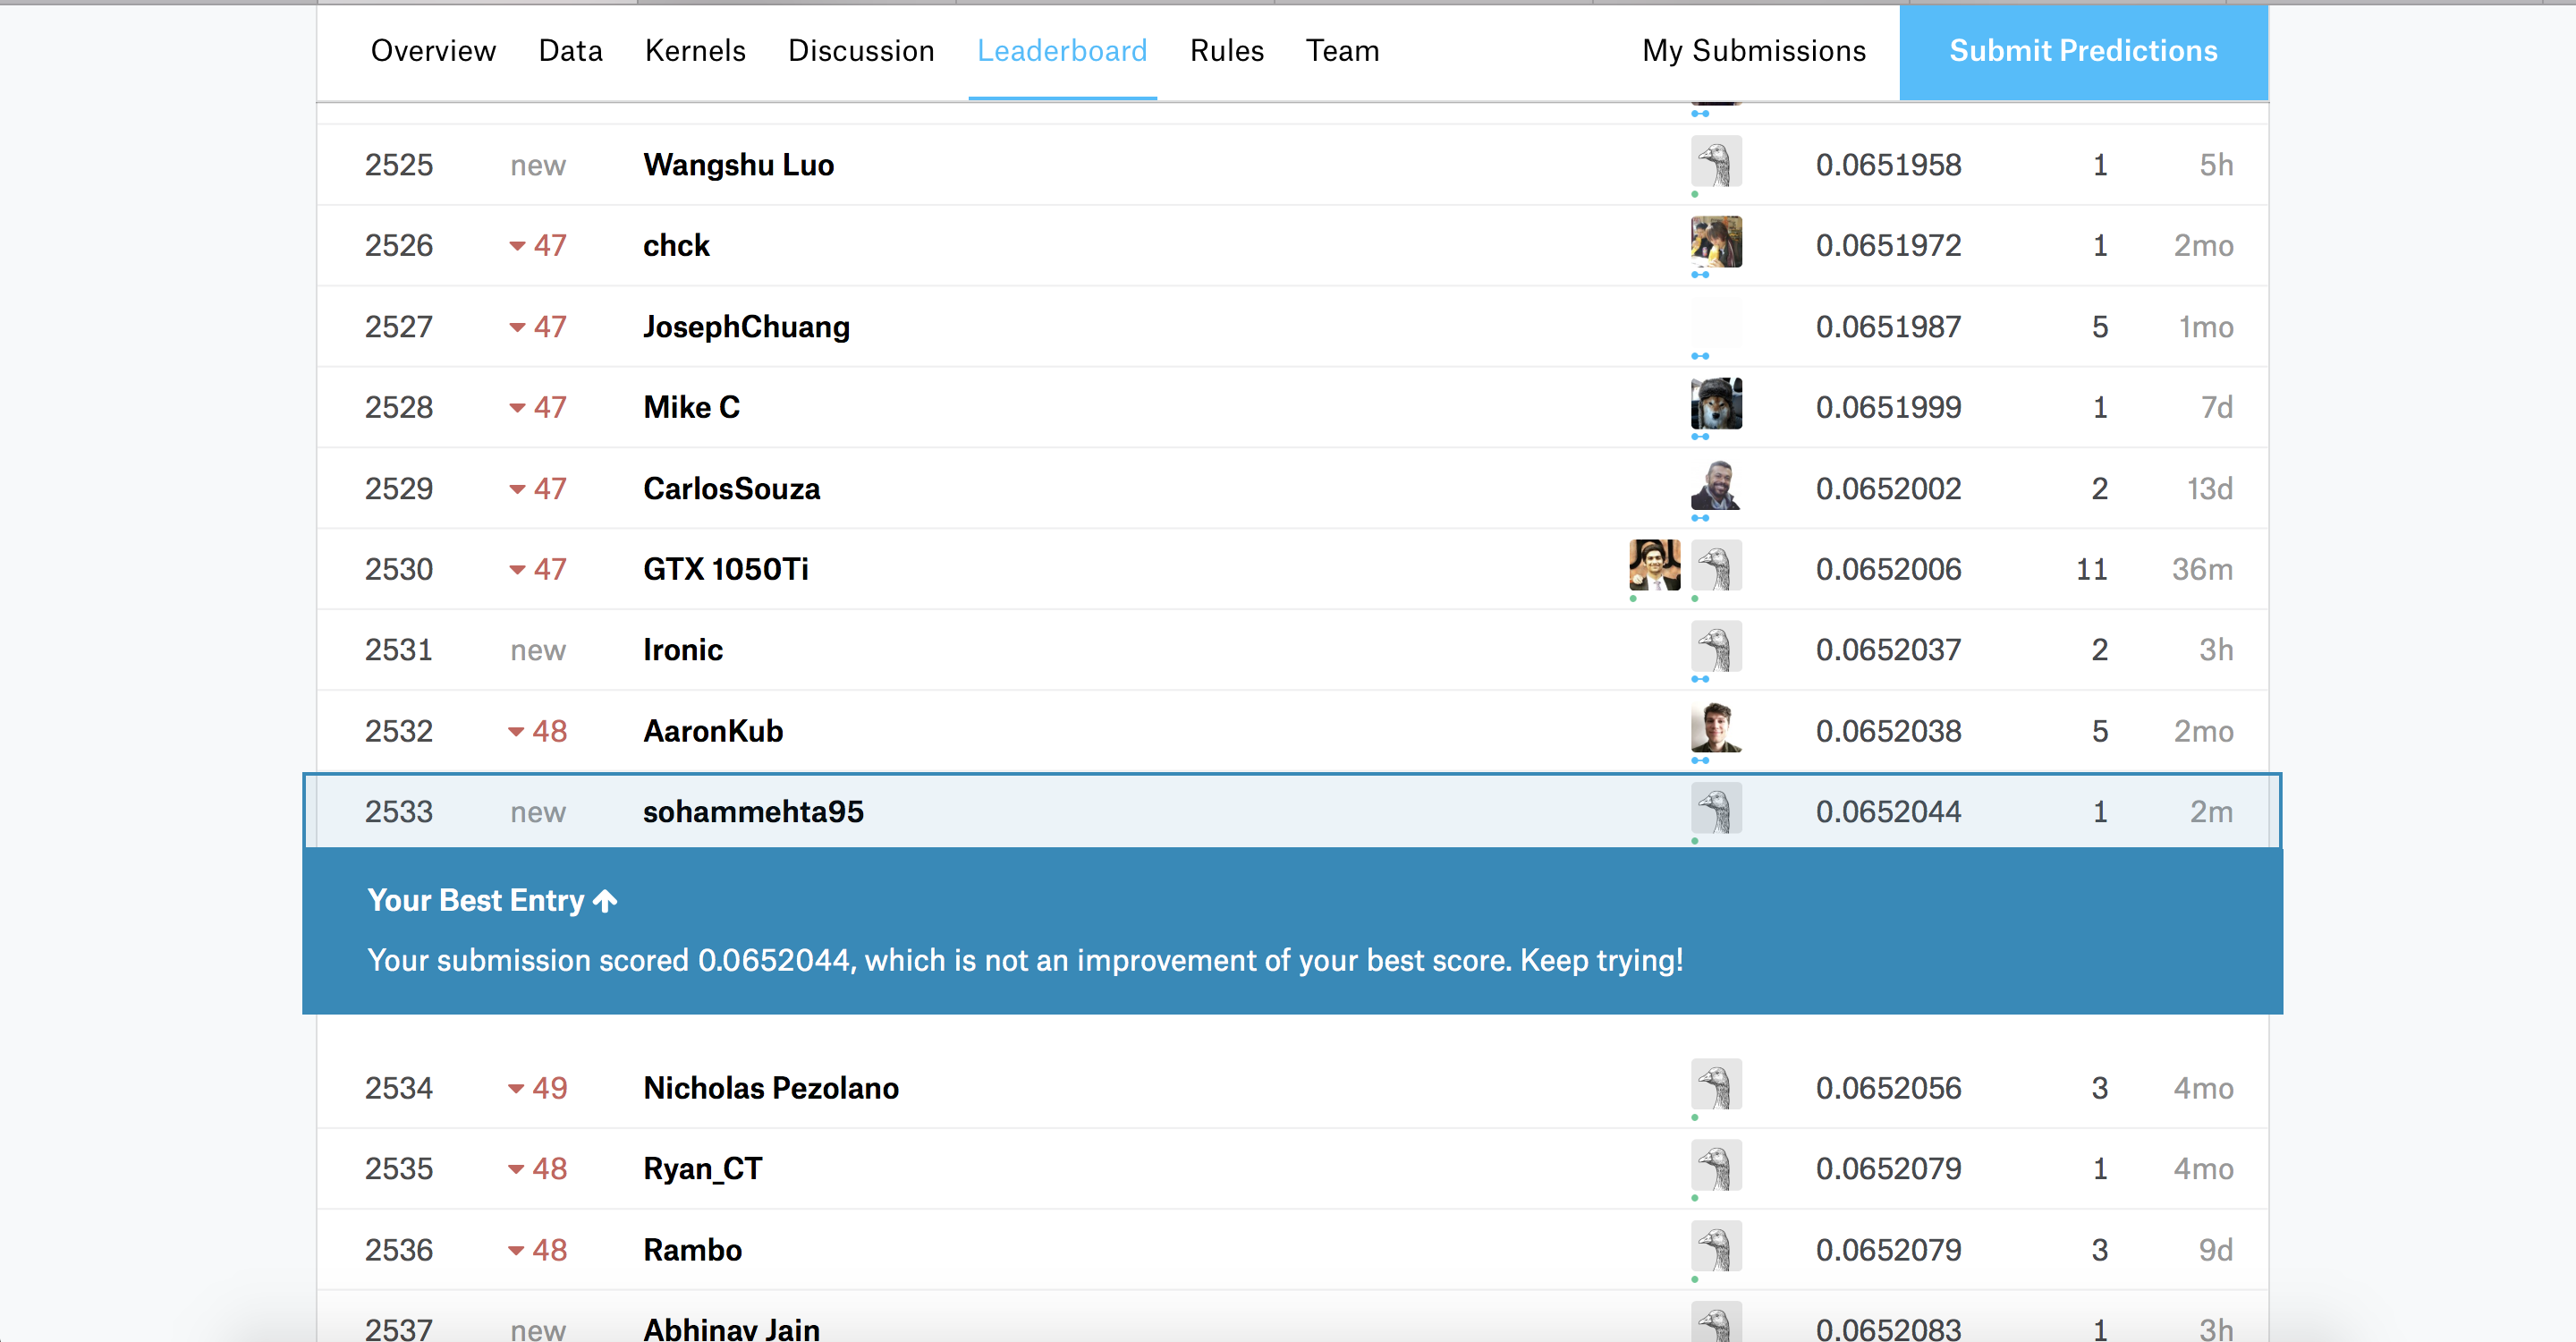 Overview Data Kernels Discussion Leaderboard Rules Team My Submissions Submit Predictions
2525 new Wangshu Luo 0.0651958 1 5h
2526 47 chck 0.0651972 1 2mo
2527 47 JosephChuang 0.0651987 5 1mo
2528 47 Mike C 0.0651999 1 7d
2529 47 CarlosSouza 0.0652002 2 13d
2530 47 GTX 1050Ti 0.0652006 11 36m
2531 new Ironic 0.0652037 2 3h
2532 48 AaronKub 0.0652038 5 2mo
2533 new sohammehta95 0.0652044 1 2m
Your Best Entry
Your submission scored 0.0652044, which is not an improvement of your best score. Keep trying!
2534 49 Nicholas Pezolano 0.0652056 3 4mo
2535 48 Ryan_CT 0.0652079 1 4mo
2536 48 Rambo 0.0652079 3 9d
2537 new Abhinav Jain 0.0652083 1 3h